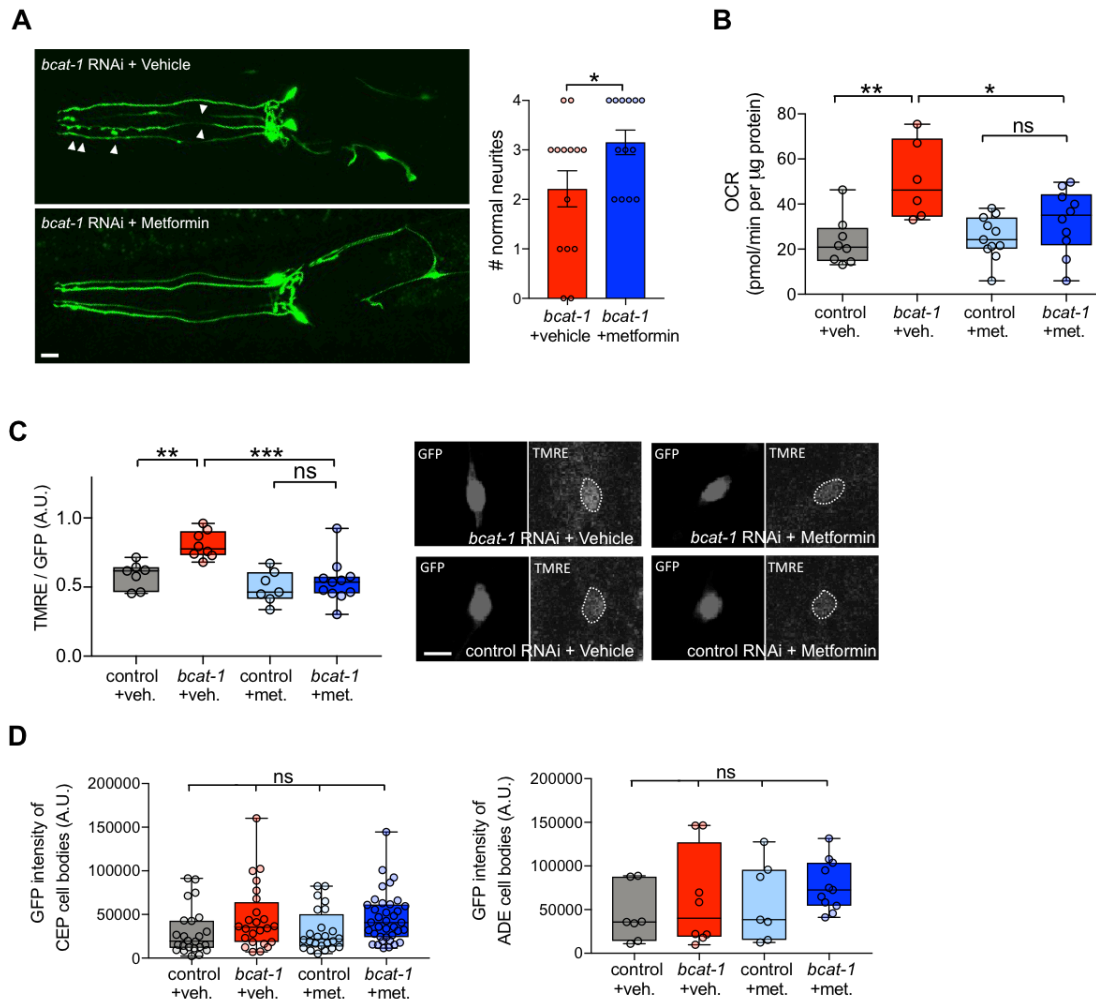 A
bcat-1 RNAi + Vehicle
bcat-1 RNAi + Metformin
# normal neurites
4
3
2
1
0
*
bcat-1
+vehicle
bcat-1
+metformin
B
OCR
(pmol/min per µg protein)
80
60
40
20
0
**
*
ns
control
+veh.
bcat-1
+veh.
control
+met.
bcat-1
+met.
C
TMRE / GFP (A.U.)
1.0
0.5
0.0
**
***
ns
control
+veh.
bcat-1
+veh.
control
+met.
bcat-1
+met.
GFP
TMRE
bcat-1 RNAi + Vehicle
GFP
TMRE
bcat-1 RNAi + Metformin
GFP
TMRE
control RNAi + Vehicle
GFP
TMRE
control RNAi + Metformin
D
GFP intensity of
CEP cell bodies (A.U.)
200000
150000
100000
50000
0
ns
control
+veh.
bcat-1
+veh.
control
+met.
bcat-1
+met.
GFP intensity of
ADE cell bodies (A.U.)
200000
150000
100000
50000
0
ns
control
+veh.
bcat-1
+veh.
control
+met.
bcat-1
+met.